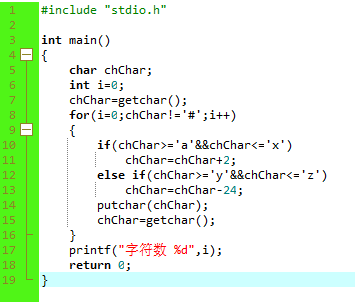 1 #include "stdio.h"
2
3 int main()
4 {
5 char chChar;
6 int i=0;
7 chChar=getchar();
8 for(i=0;chChar!='#';i++)
9 {
10 if(chChar>='a'&&chChar<='x')
11 chChar=chChar+2;
12 else if(chChar>='y'&&chChar<='z')
13 chChar=chChar-24;
14 putchar(chChar);
15 chChar=getchar();
16 }
17 printf("字符数 %d",i);
18 return 0;
19 }